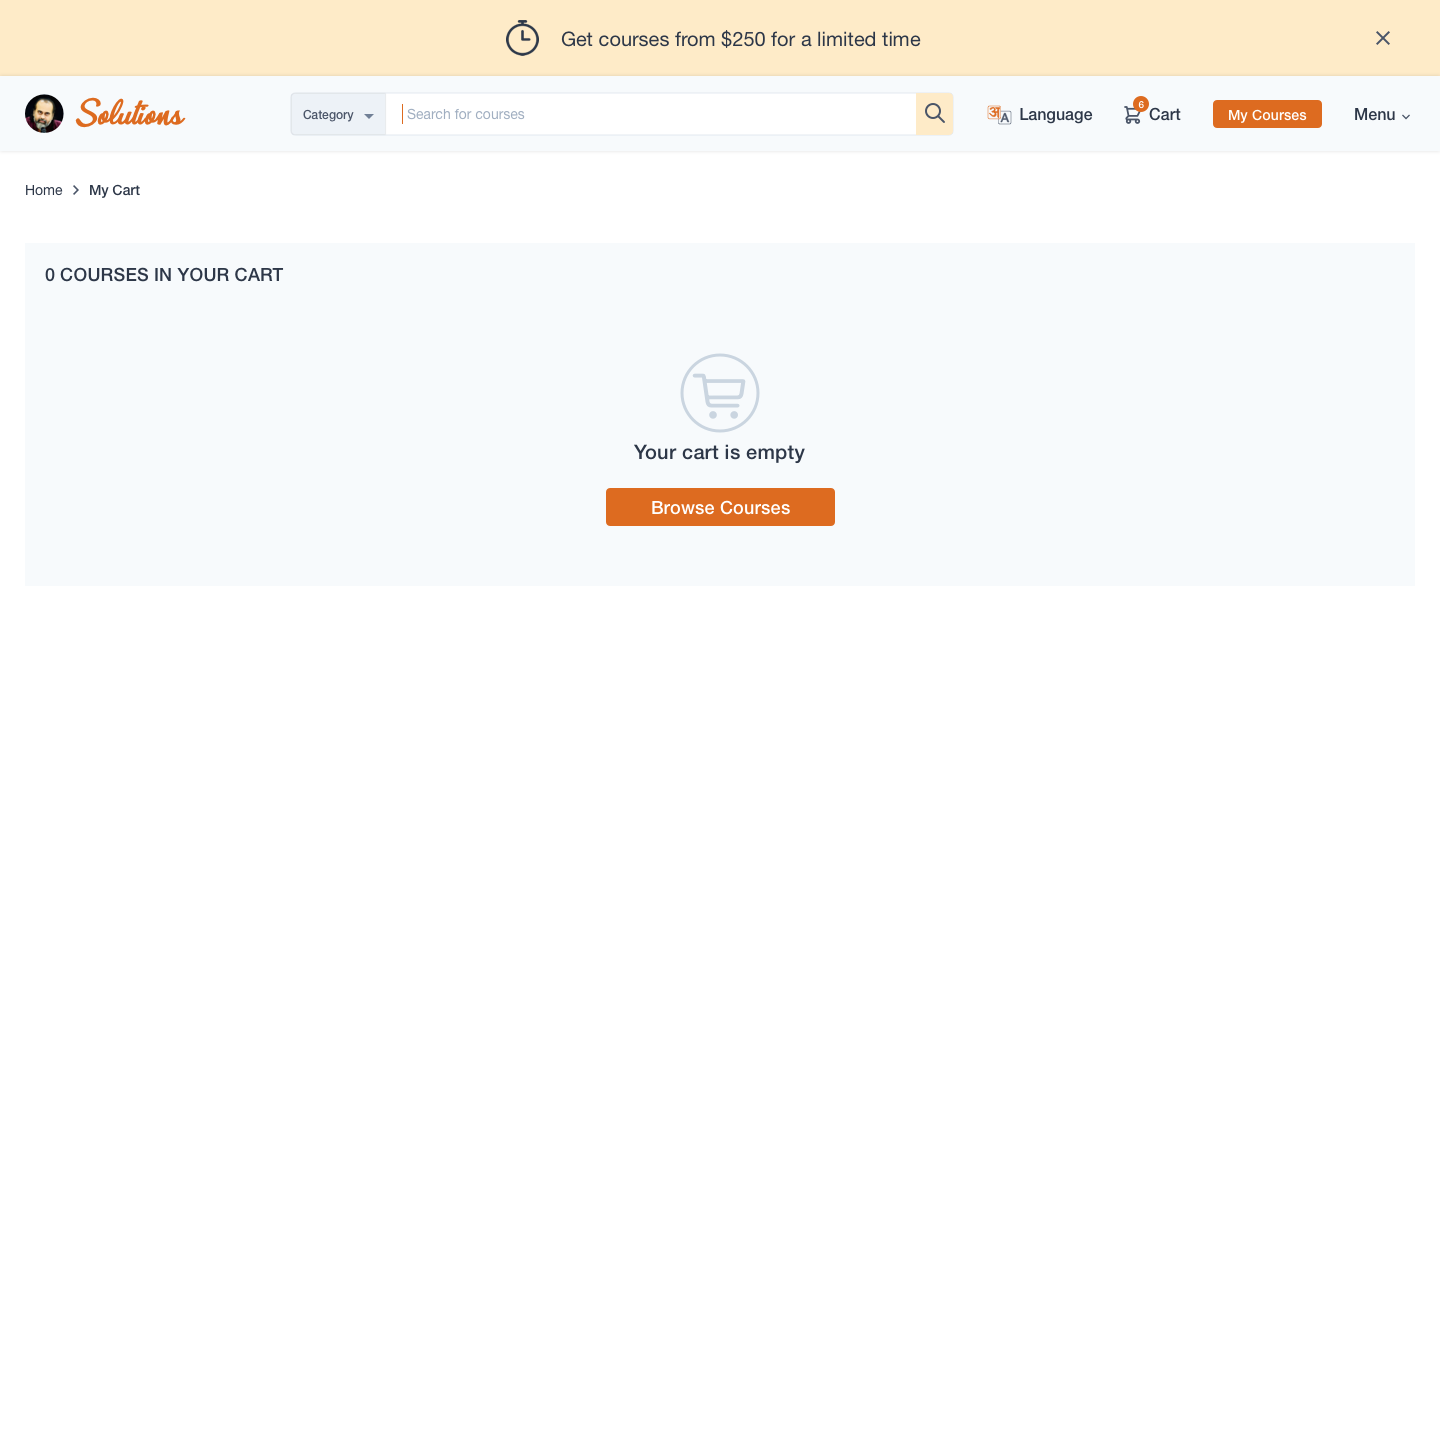 Get courses from $250 for a limited time
Solutions
Category
Search for courses
अ A
Language
6
Cart
My Courses
Menu
Home > My Cart
0 COURSES IN YOUR CART
Your cart is empty
Browse Courses